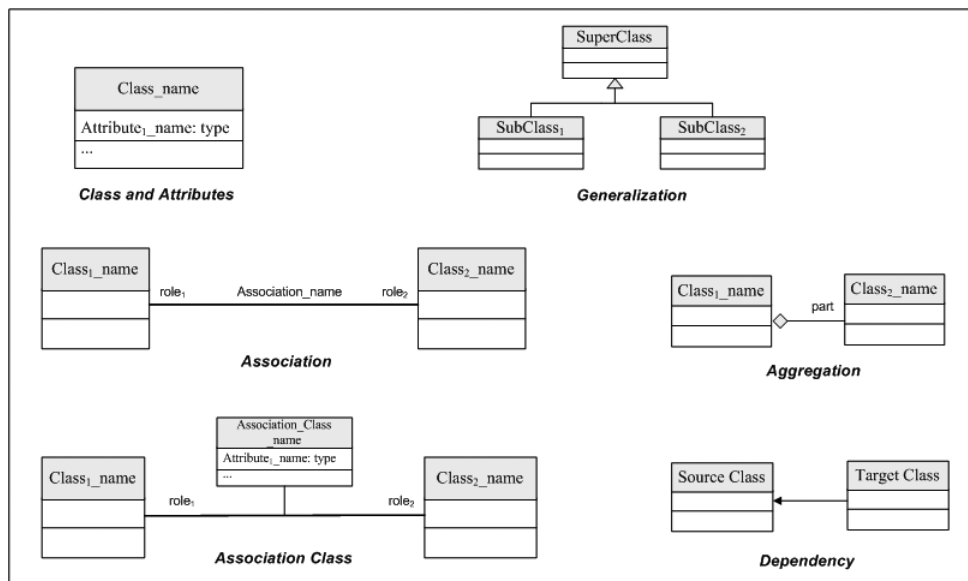 Class_name
Attribute₁_name: type
...
Class and Attributes
SuperClass
SubClass₁
SubClass₂
Generalization
Class₁_name
role₁
Association_name
role₂
Class₂_name
Association
Class₁_name
part
Class₂_name
Aggregation
Association_Class
_name
Attribute₁_name: type
...
Class₁_name
role₁
role₂
Class₂_name
Association Class
Source Class
Target Class
Dependency